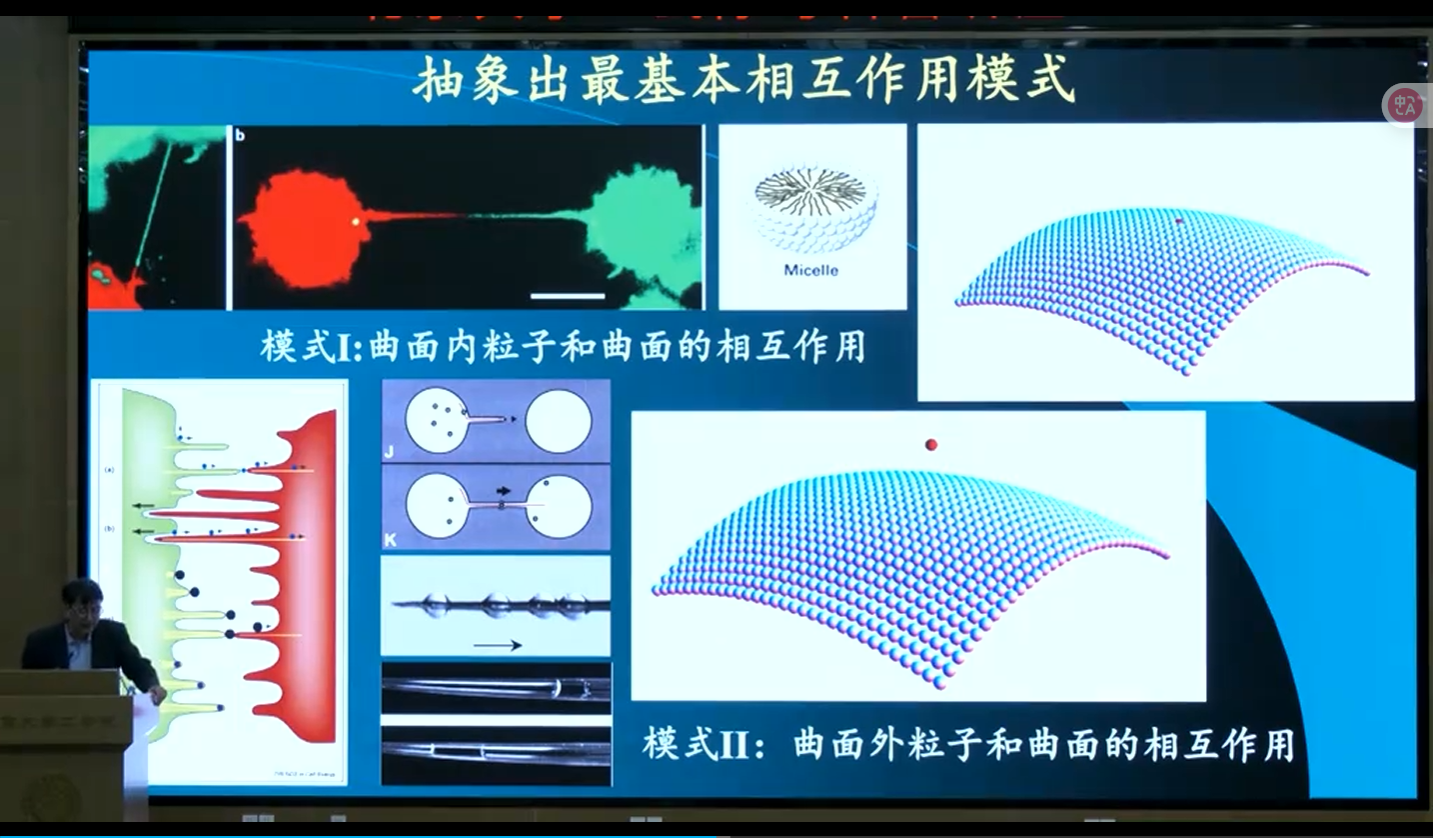 抽象出最基本相互作用模式
b
Micelle
模式I:曲面内粒子和曲面的相互作用
(a)
(b)
J
K
模式II：曲面外粒子和曲面的相互作用
中
A